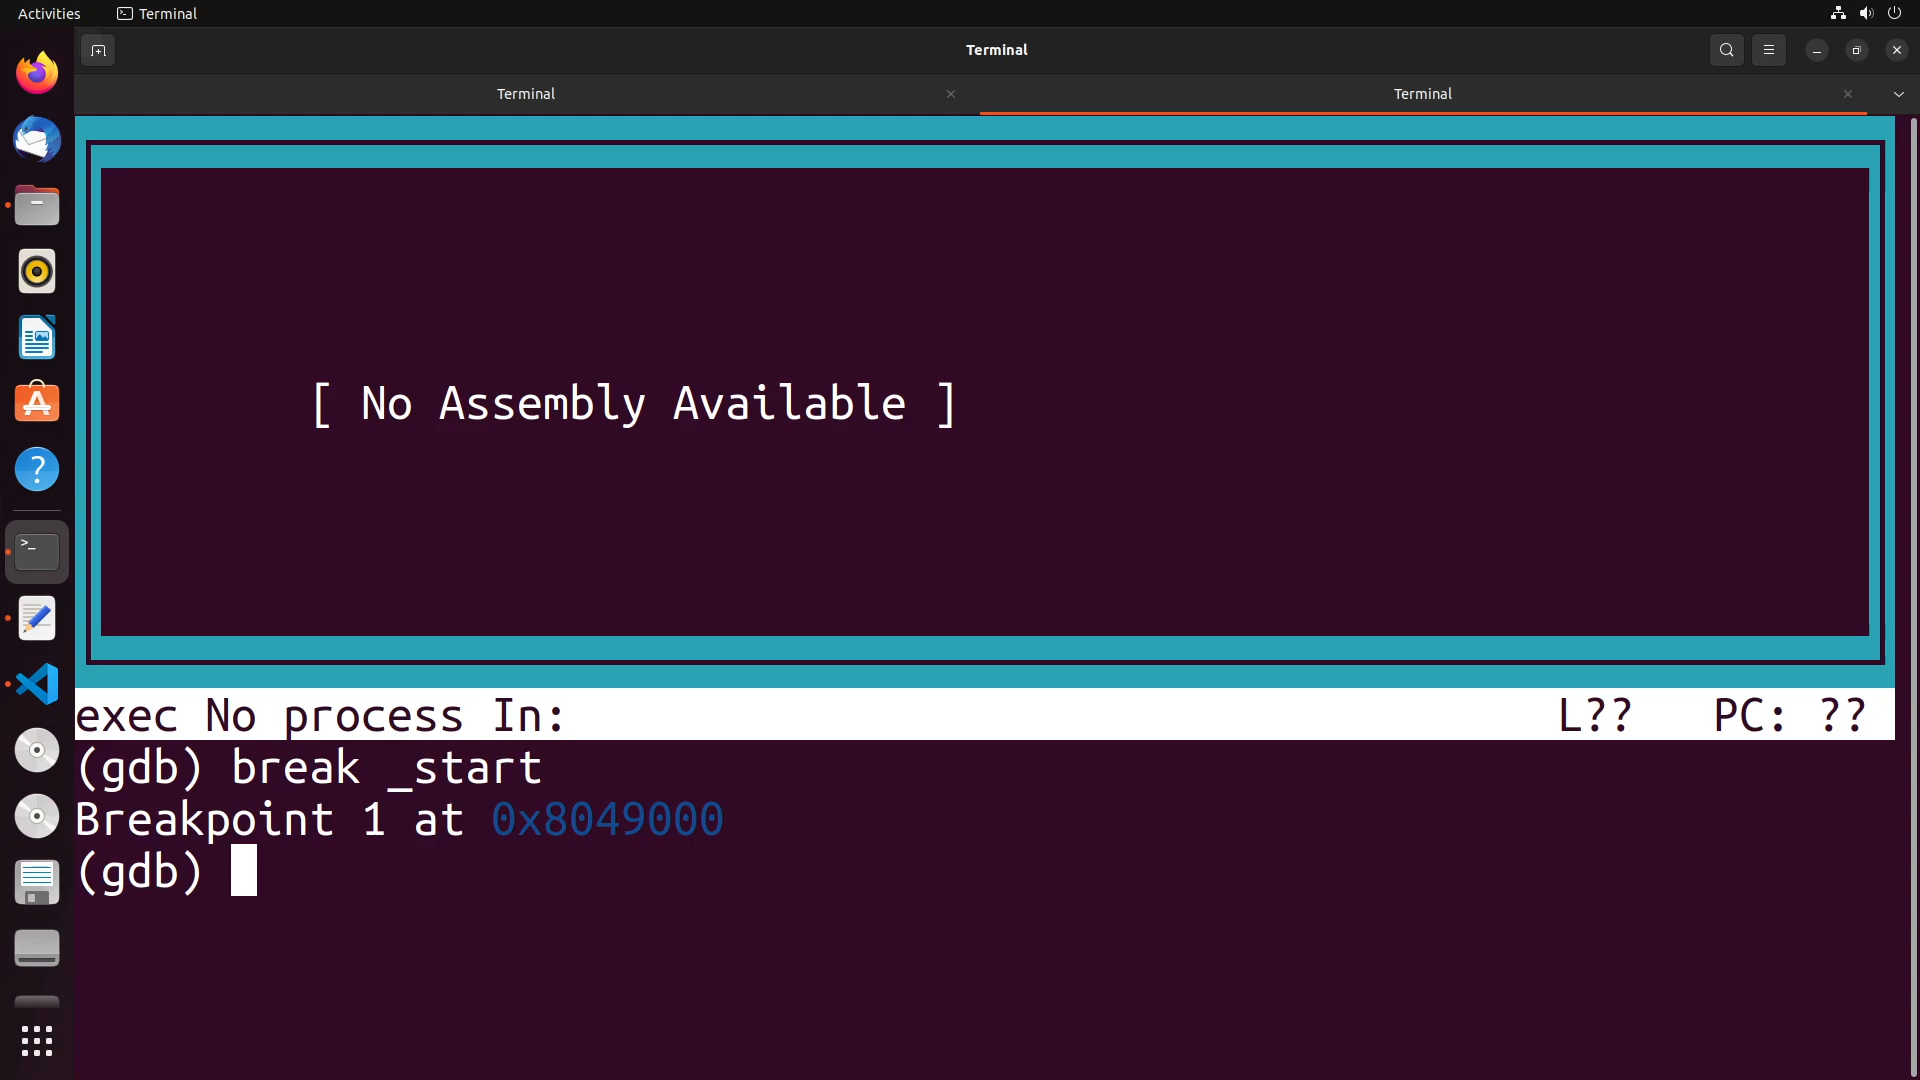 Activities
Terminal
Terminal
Terminal
Terminal
[ No Assembly Available ]
exec No process In: L?? PC: ??
(gdb) break _start
Breakpoint 1 at 0x8049000
(gdb)